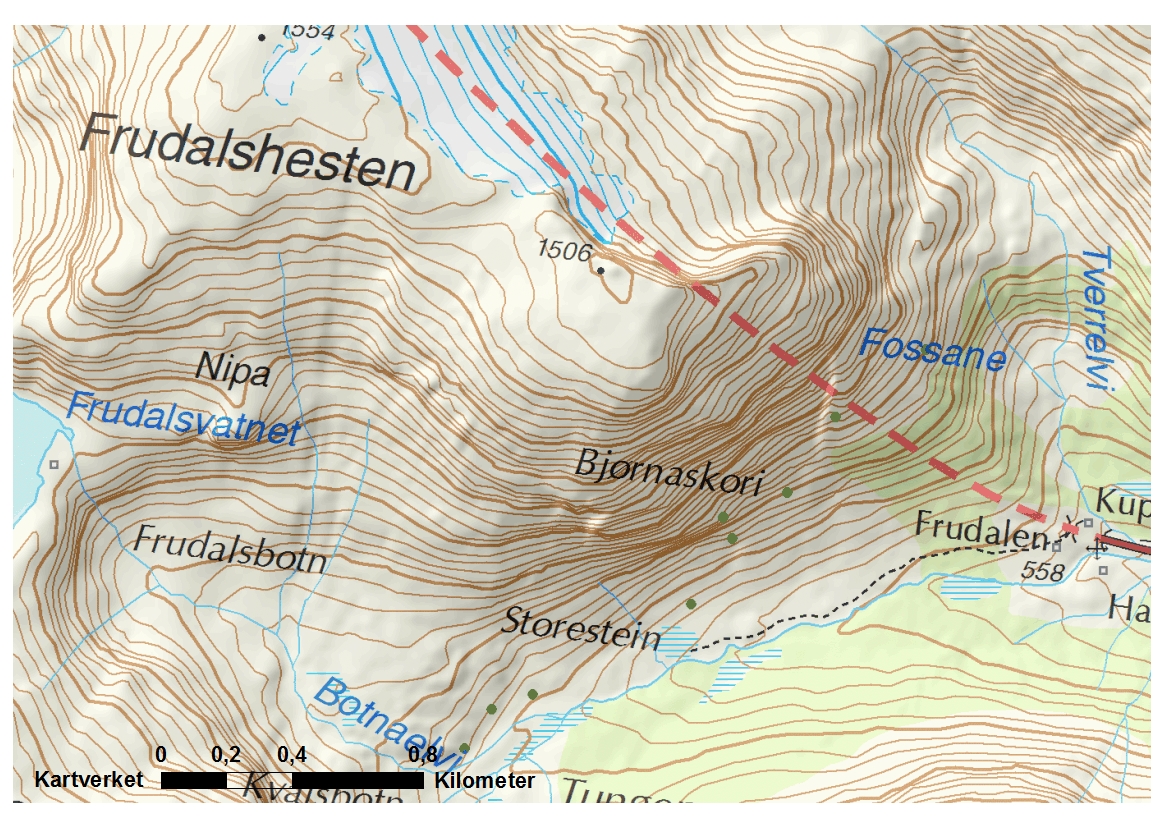 1554
Frudalshesten
1506
Tverrelvi
Fossane
Nipa
Frudalsvatnet
Bjørnaskori
Kup
Frudalen
Frudalsbotn
558
Ha
Storestein
Botnaelvi
0 0,2 0,4 0,8
Kartverket Kilometer
Kvalsbotn